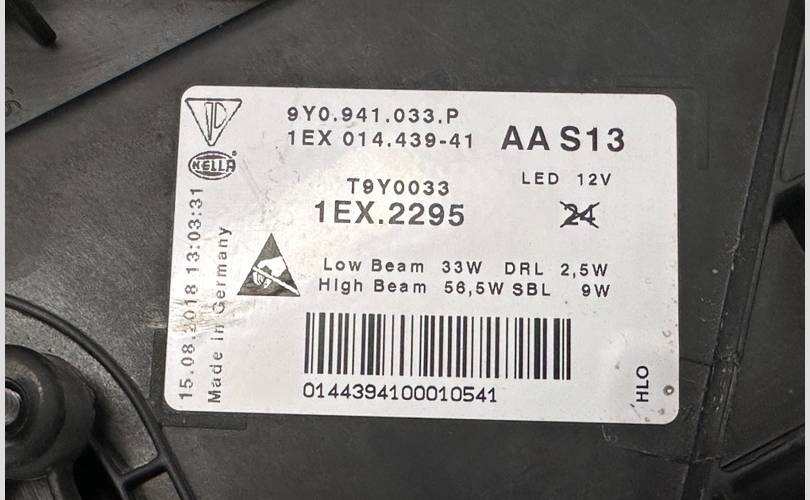 9Y0.941.033.P
1EX 014.439-41
AA S13
HELLA
LED 12V
T9Y0033
1EX.2295
24
Low Beam 33W DRL 2,5W
High Beam 56,5W SBL 9W
0144394100010541
15.08.2018 13:03:31
Made in Germany
HLO